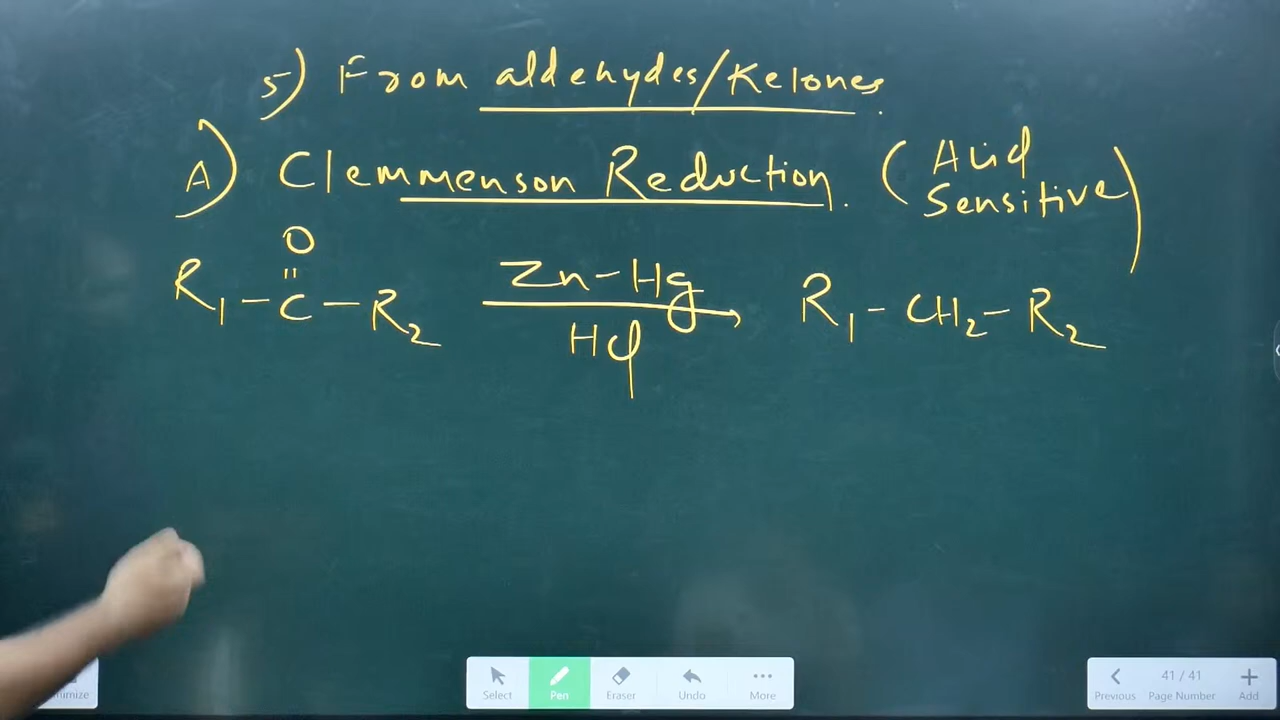 5) From aldehydes/Ketones.
A) Clemmenson Reduction. (Acid Sensitive)
O
R1-C-R2 Zn-Hg HCl R1-CH2-R2
Select Pen Eraser Undo More
Previous 41/41 Page Number Add